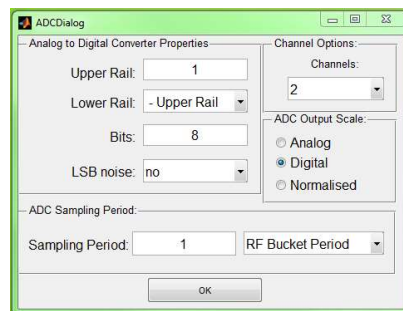 ADCDialog
Analog to Digital Converter Properties
Upper Rail: 1
Lower Rail: - Upper Rail
Bits: 8
LSB noise: no
Channel Options:
Channels:
2
ADC Output Scale:
Analog
Digital
Normalised
ADC Sampling Period:
Sampling Period: 1 RF Bucket Period
OK